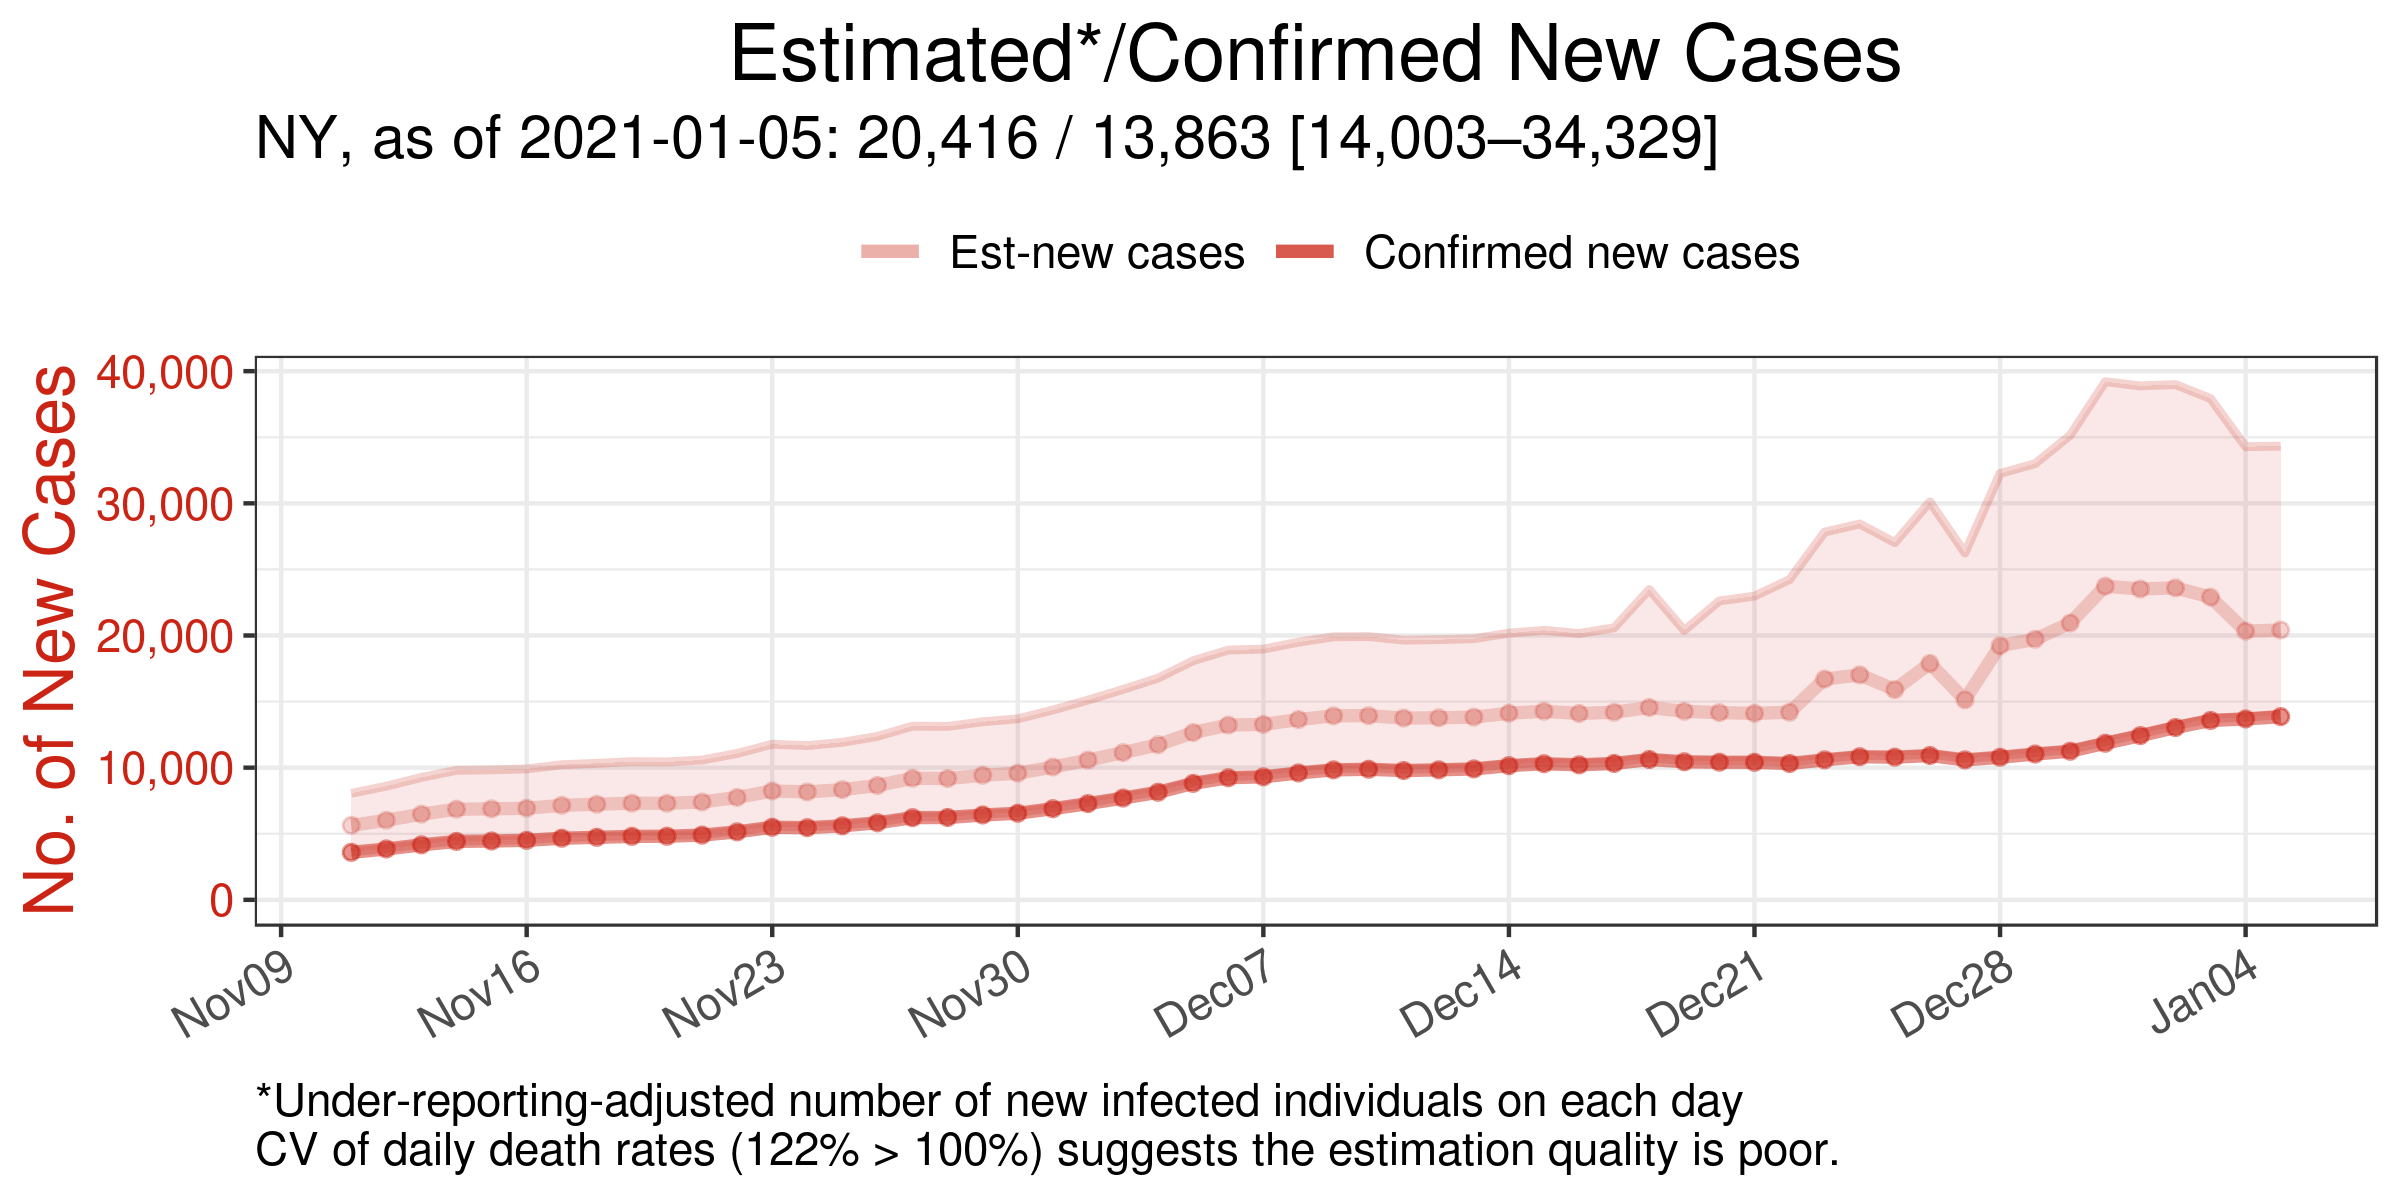 Estimated*/Confirmed New Cases
NY, as of 2021-01-05: 20,416 / 13,863 [14,003–34,329]
Est-new cases Confirmed new cases
No. of New Cases
40,000
30,000
20,000
10,000
0
Nov09 Nov16 Nov23 Nov30 Dec07 Dec14 Dec21 Dec28 Jan04
*Under-reporting-adjusted number of new infected individuals on each day
CV of daily death rates (122% > 100%) suggests the estimation quality is poor.